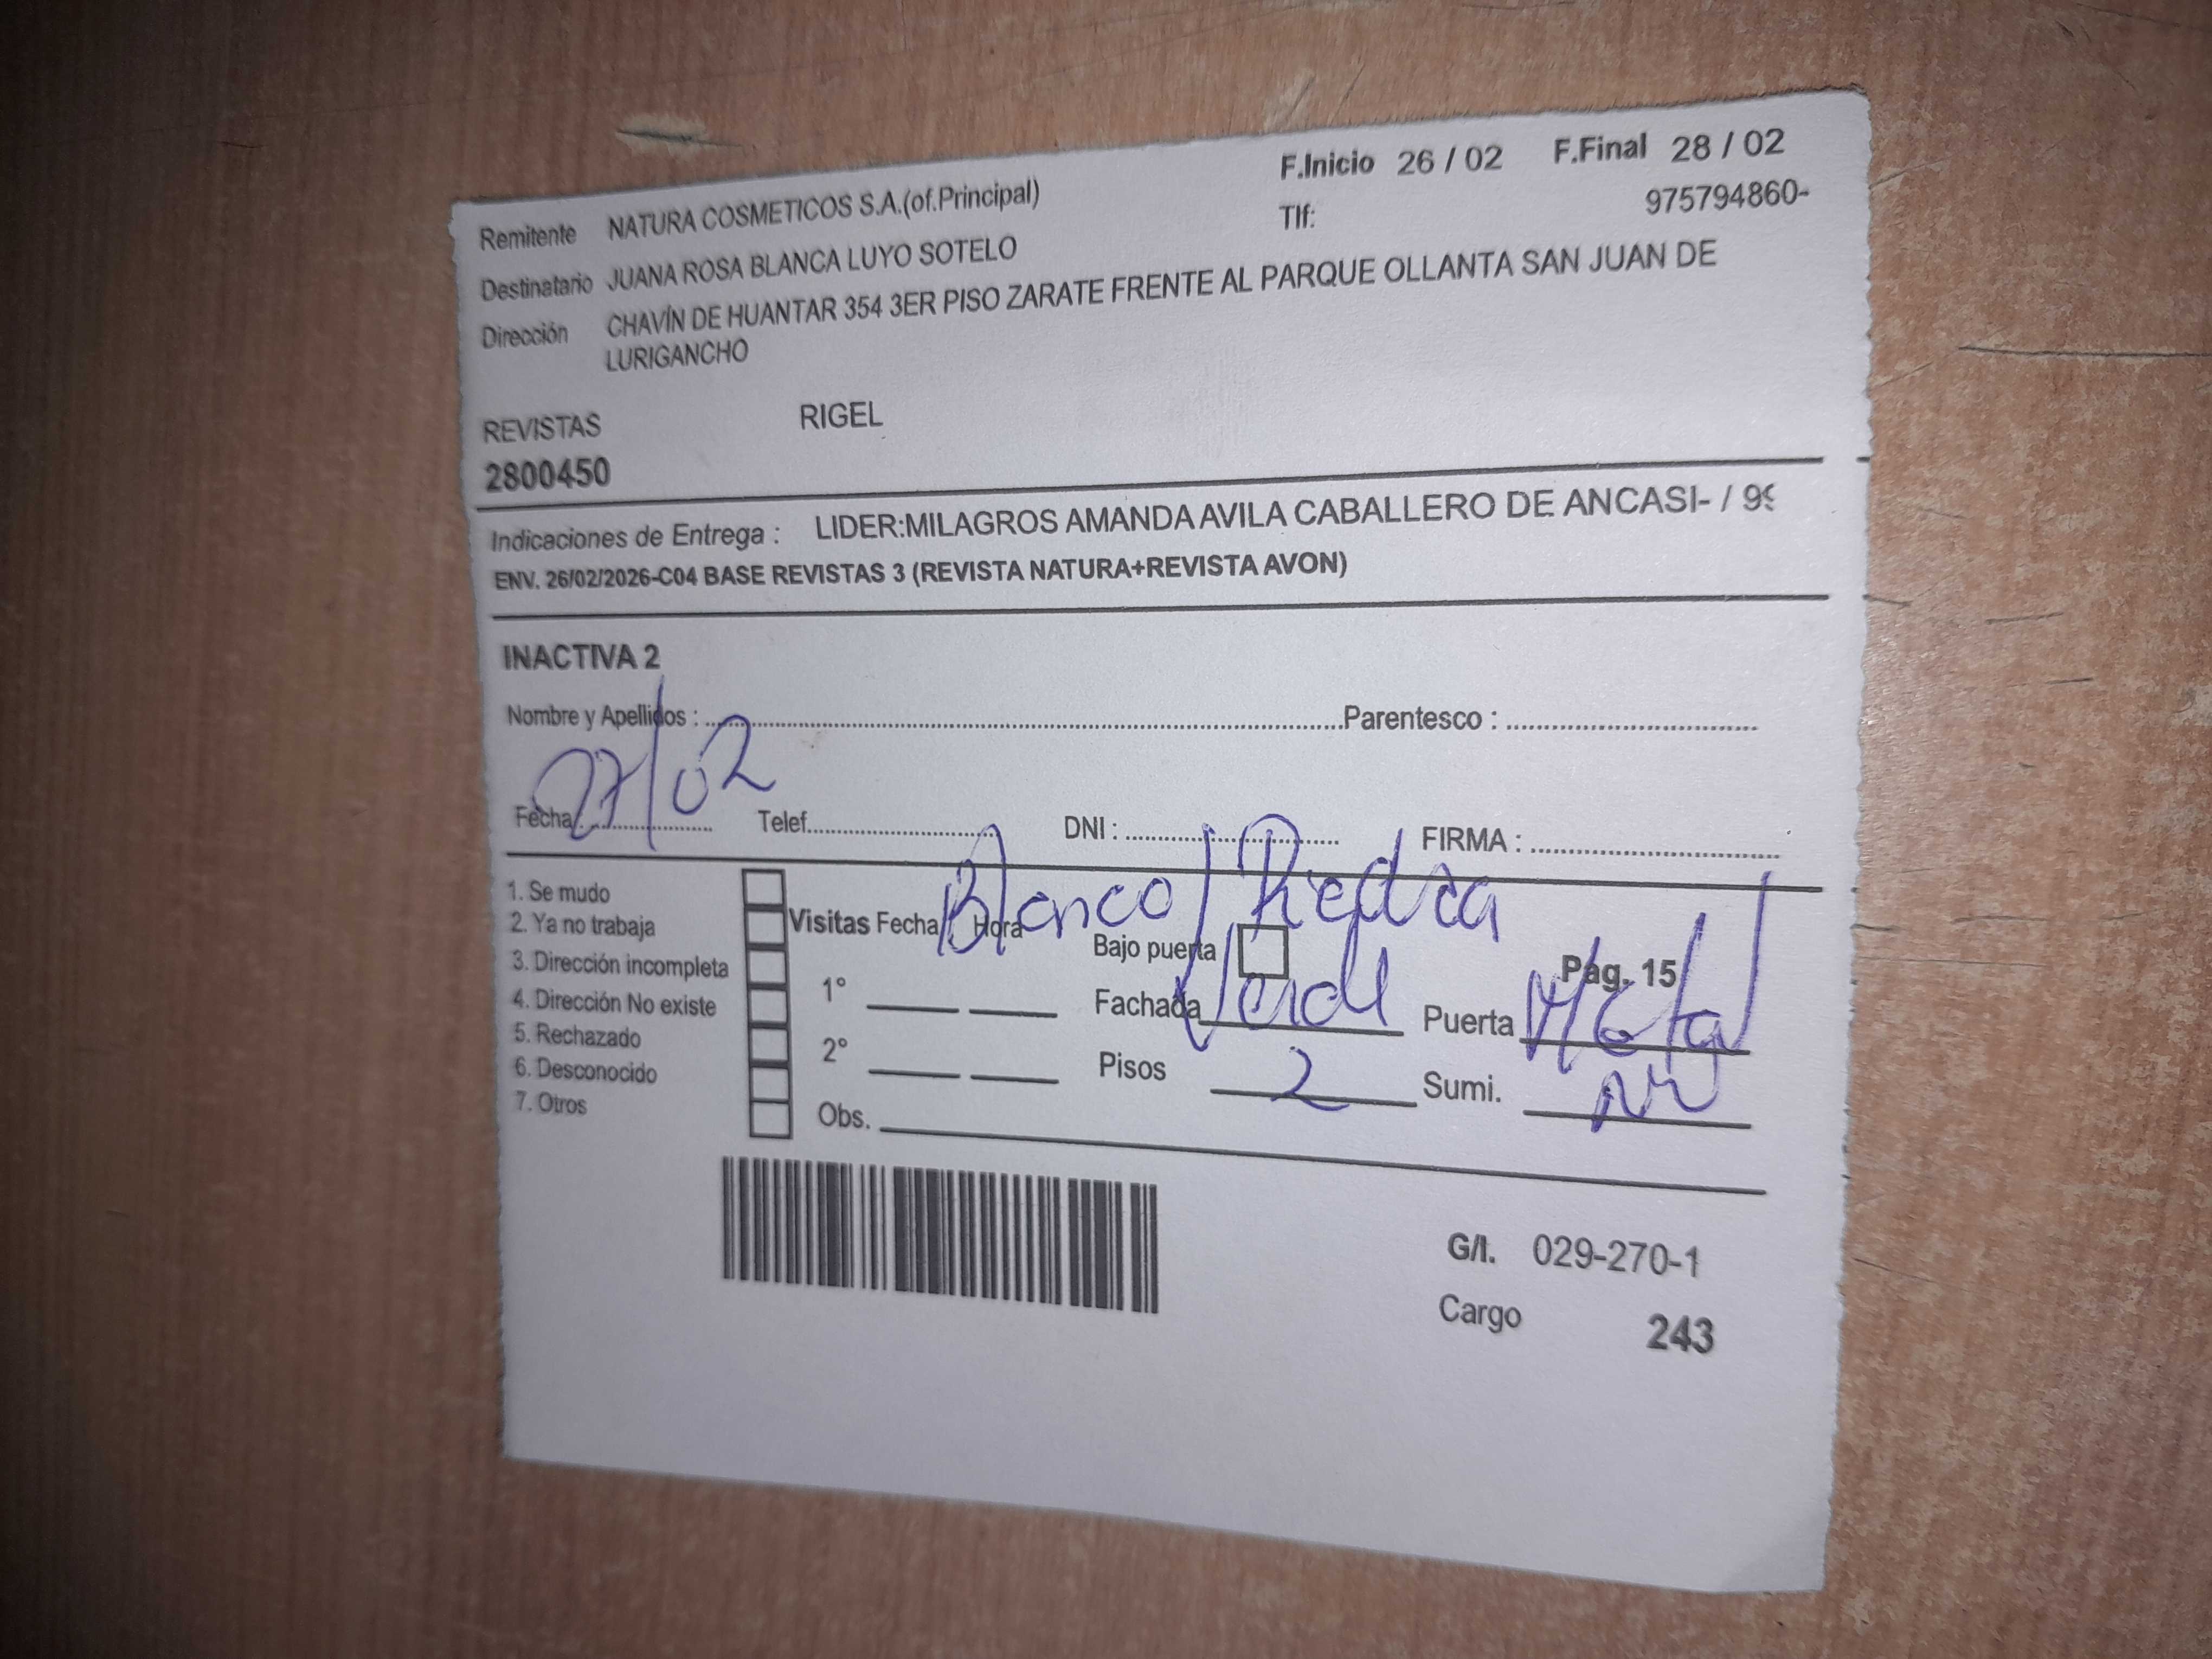 F.Inicio 26 / 02 F.Final 28 / 02
Remitente NATURA COSMETICOS S.A.(of.Principal) Tlf: 975794860-
Destinatario JUANA ROSA BLANCA LUYO SOTELO
Dirección CHAVÍN DE HUANTAR 354 3ER PISO ZARATE FRENTE AL PARQUE OLLANTA SAN JUAN DE
LURIGANCHO
REVISTAS RIGEL
2800450
Indicaciones de Entrega : LIDER:MILAGROS AMANDA AVILA CABALLERO DE ANCASI- / 99
ENV. 26/02/2026-C04 BASE REVISTAS 3 (REVISTA NATURA+REVISTA AVON)
INACTIVA 2
Nombre y Apellidos : Parentesco :
27/02
Fecha: Telef. DNI : FIRMA :
Blanco/Piedra
1. Se mudo
2. Ya no trabaja
3. Dirección incompleta
4. Dirección No existe
5. Rechazado
6. Desconocido
7. Otros
Visitas Fecha / Hora
1°
2°
Obs.
Bajo puerta Pag. 15
Fachada Verde Puerta Metal
Pisos 2 Sumi.
G/I. 029-270-1
Cargo 243